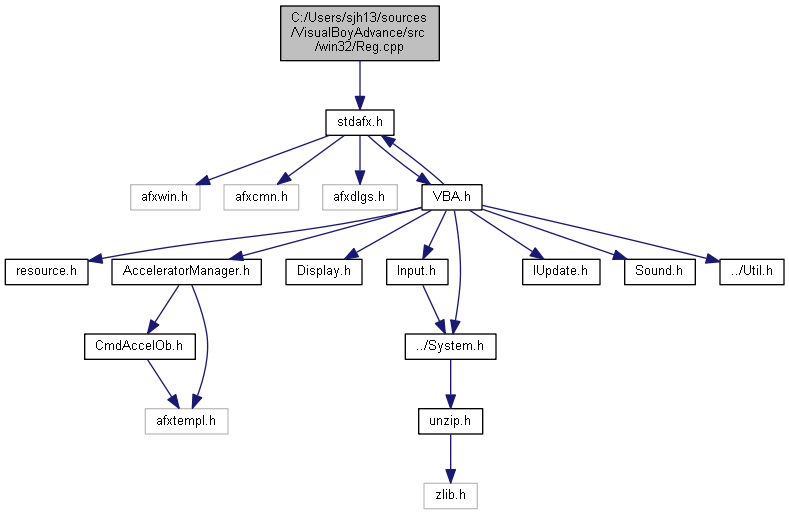 C:/Users/sjh13/sources
/VisualBoyAdvance/src
/win32/Reg.cpp
stdafx.h
afxwin.h
afxcmn.h
afxdlgs.h
VBA.h
resource.h
AcceleratorManager.h
Display.h
Input.h
IUpdate.h
Sound.h
../Util.h
CmdAccelOb.h
../System.h
afxtempl.h
unzip.h
zlib.h